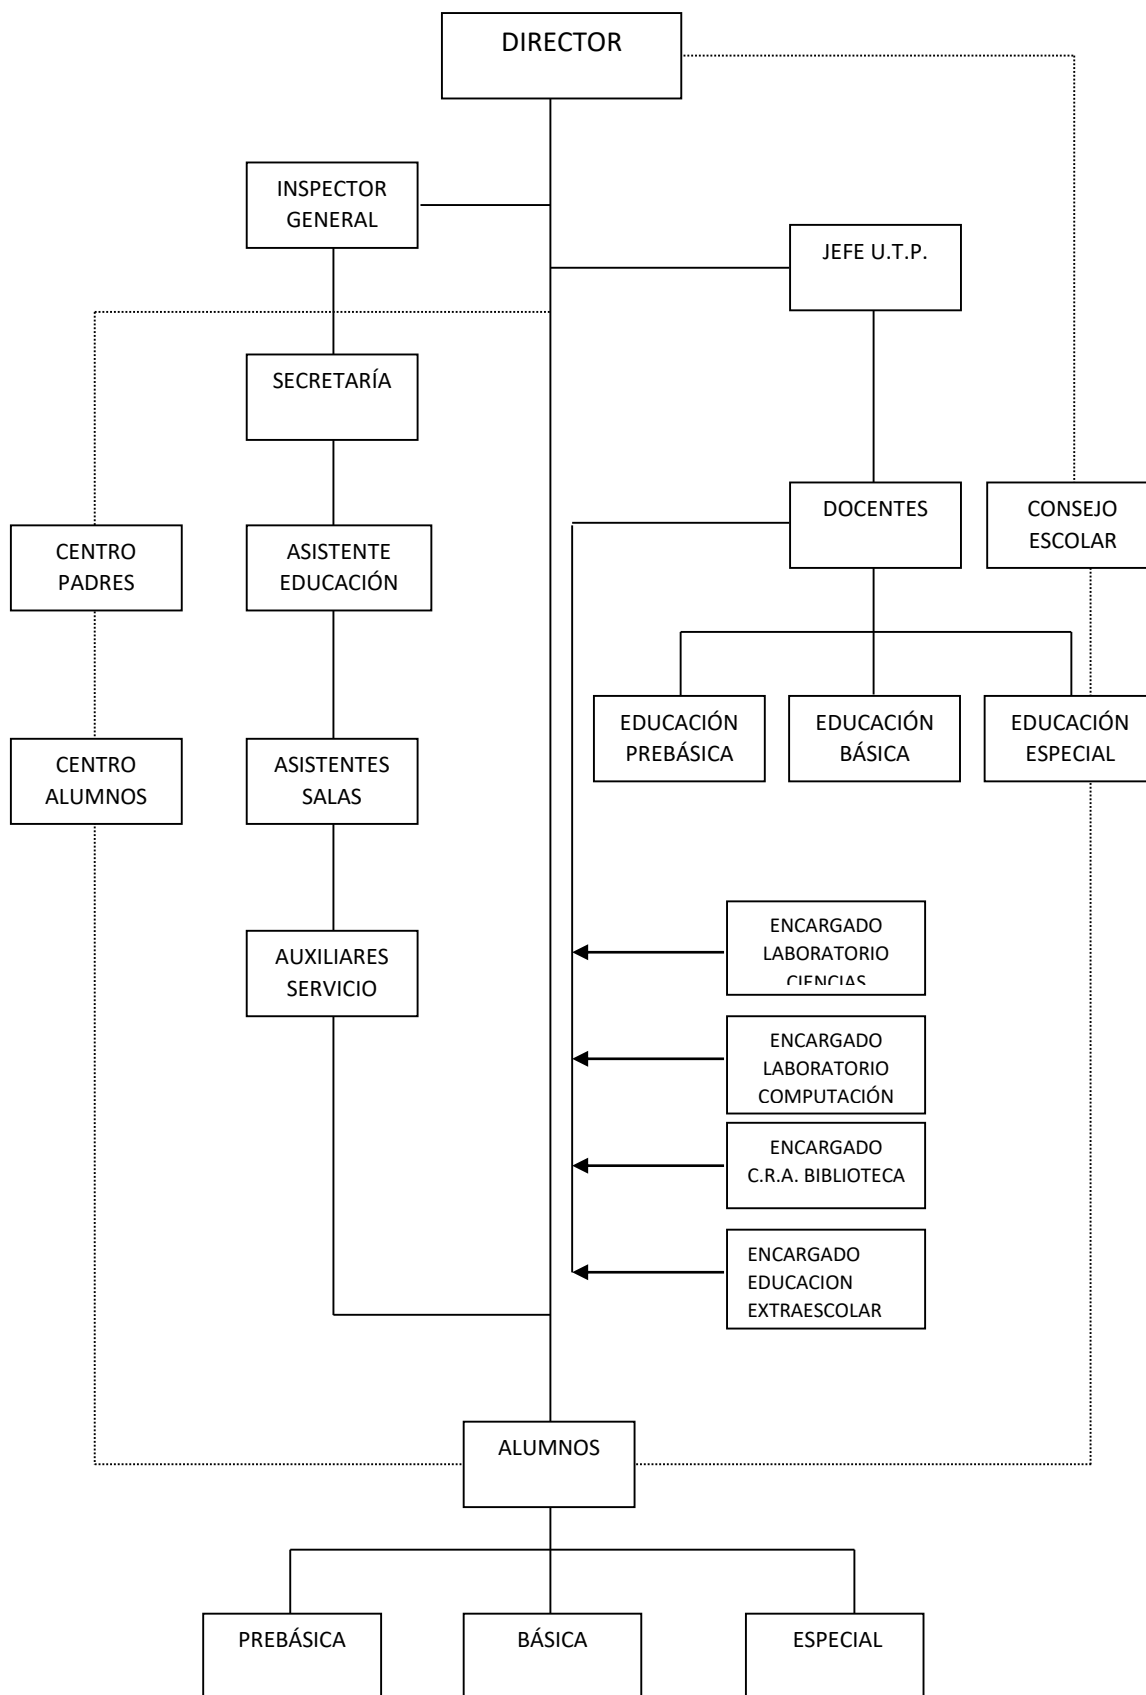 DIRECTOR
INSPECTOR
GENERAL
JEFE U.T.P.
SECRETARÍA
DOCENTES
CONSEJO
ESCOLAR
CENTRO
PADRES
ASISTENTE
EDUCACIÓN
EDUCACIÓN
PREBÁSICA
EDUCACIÓN
BÁSICA
EDUCACIÓN
ESPECIAL
CENTRO
ALUMNOS
ASISTENTES
SALAS
ENCARGADO
LABORATORIO
CIENCIAS
AUXILIARES
SERVICIO
ENCARGADO
LABORATORIO
COMPUTACIÓN
ENCARGADO
C.R.A. BIBLIOTECA
ENCARGADO
EDUCACION
EXTRAESCOLAR
ALUMNOS
PREBÁSICA
BÁSICA
ESPECIAL